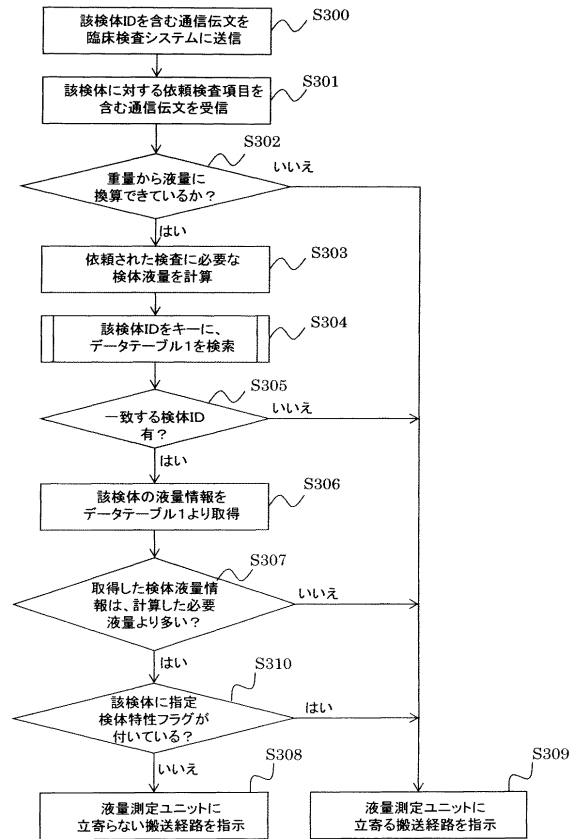 該検体IDを含む通信伝文を
臨床検査システムに送信
S300
該検体に対する依頼検査項目を
含む通信伝文を受信
S301
S302
重量から液量に
換算できているか？
いいえ
はい
依頼された検査に必要な
検体液量を計算
S303
該検体IDをキーに、
データテーブル1を検索
S304
S305
一致する検体ID
有？
いいえ
はい
該検体の液量情報を
データテーブル1より取得
S306
S307
取得した検体液量情
報は、計算した必要
液量より多い？
いいえ
はい
S310
該検体に指定
検体特性フラグが
付いている？
はい
いいえ
S308
S309
液量測定ユニットに
立寄らない搬送経路を指示
液量測定ユニットに
立寄る搬送経路を指示